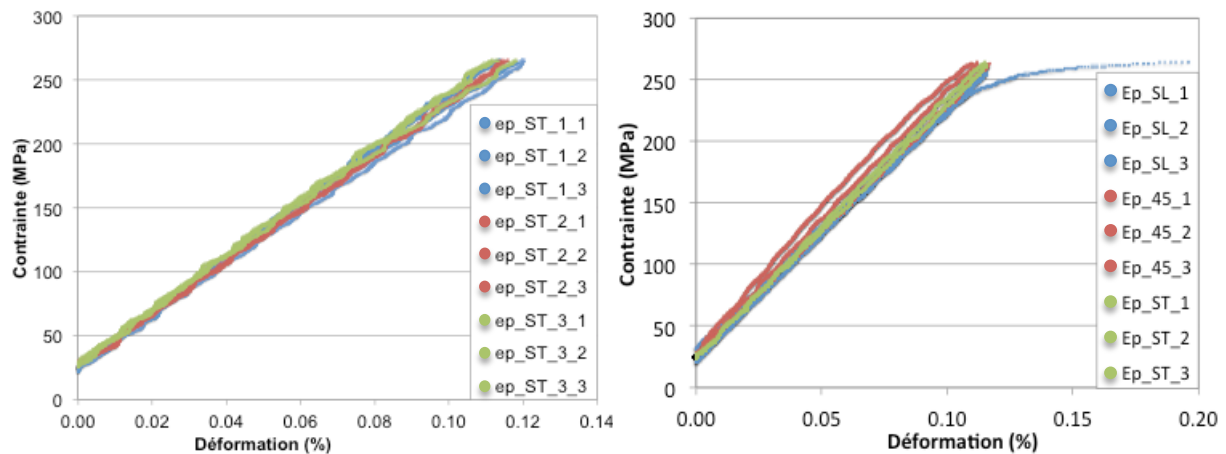 300
250
200
150
100
50
0
Contrainte (MPa)
0.00 0.02 0.04 0.06 0.08 0.10 0.12 0.14
Déformation (%)
ep_ST_1_1
ep_ST_1_2
ep_ST_1_3
ep_ST_2_1
ep_ST_2_2
ep_ST_2_3
ep_ST_3_1
ep_ST_3_2
ep_ST_3_3
300
250
200
150
100
50
0
Contrainte (MPa)
0.00 0.05 0.10 0.15 0.20
Déformation (%)
Ep_SL_1
Ep_SL_2
Ep_SL_3
Ep_45_1
Ep_45_2
Ep_45_3
Ep_ST_1
Ep_ST_2
Ep_ST_3